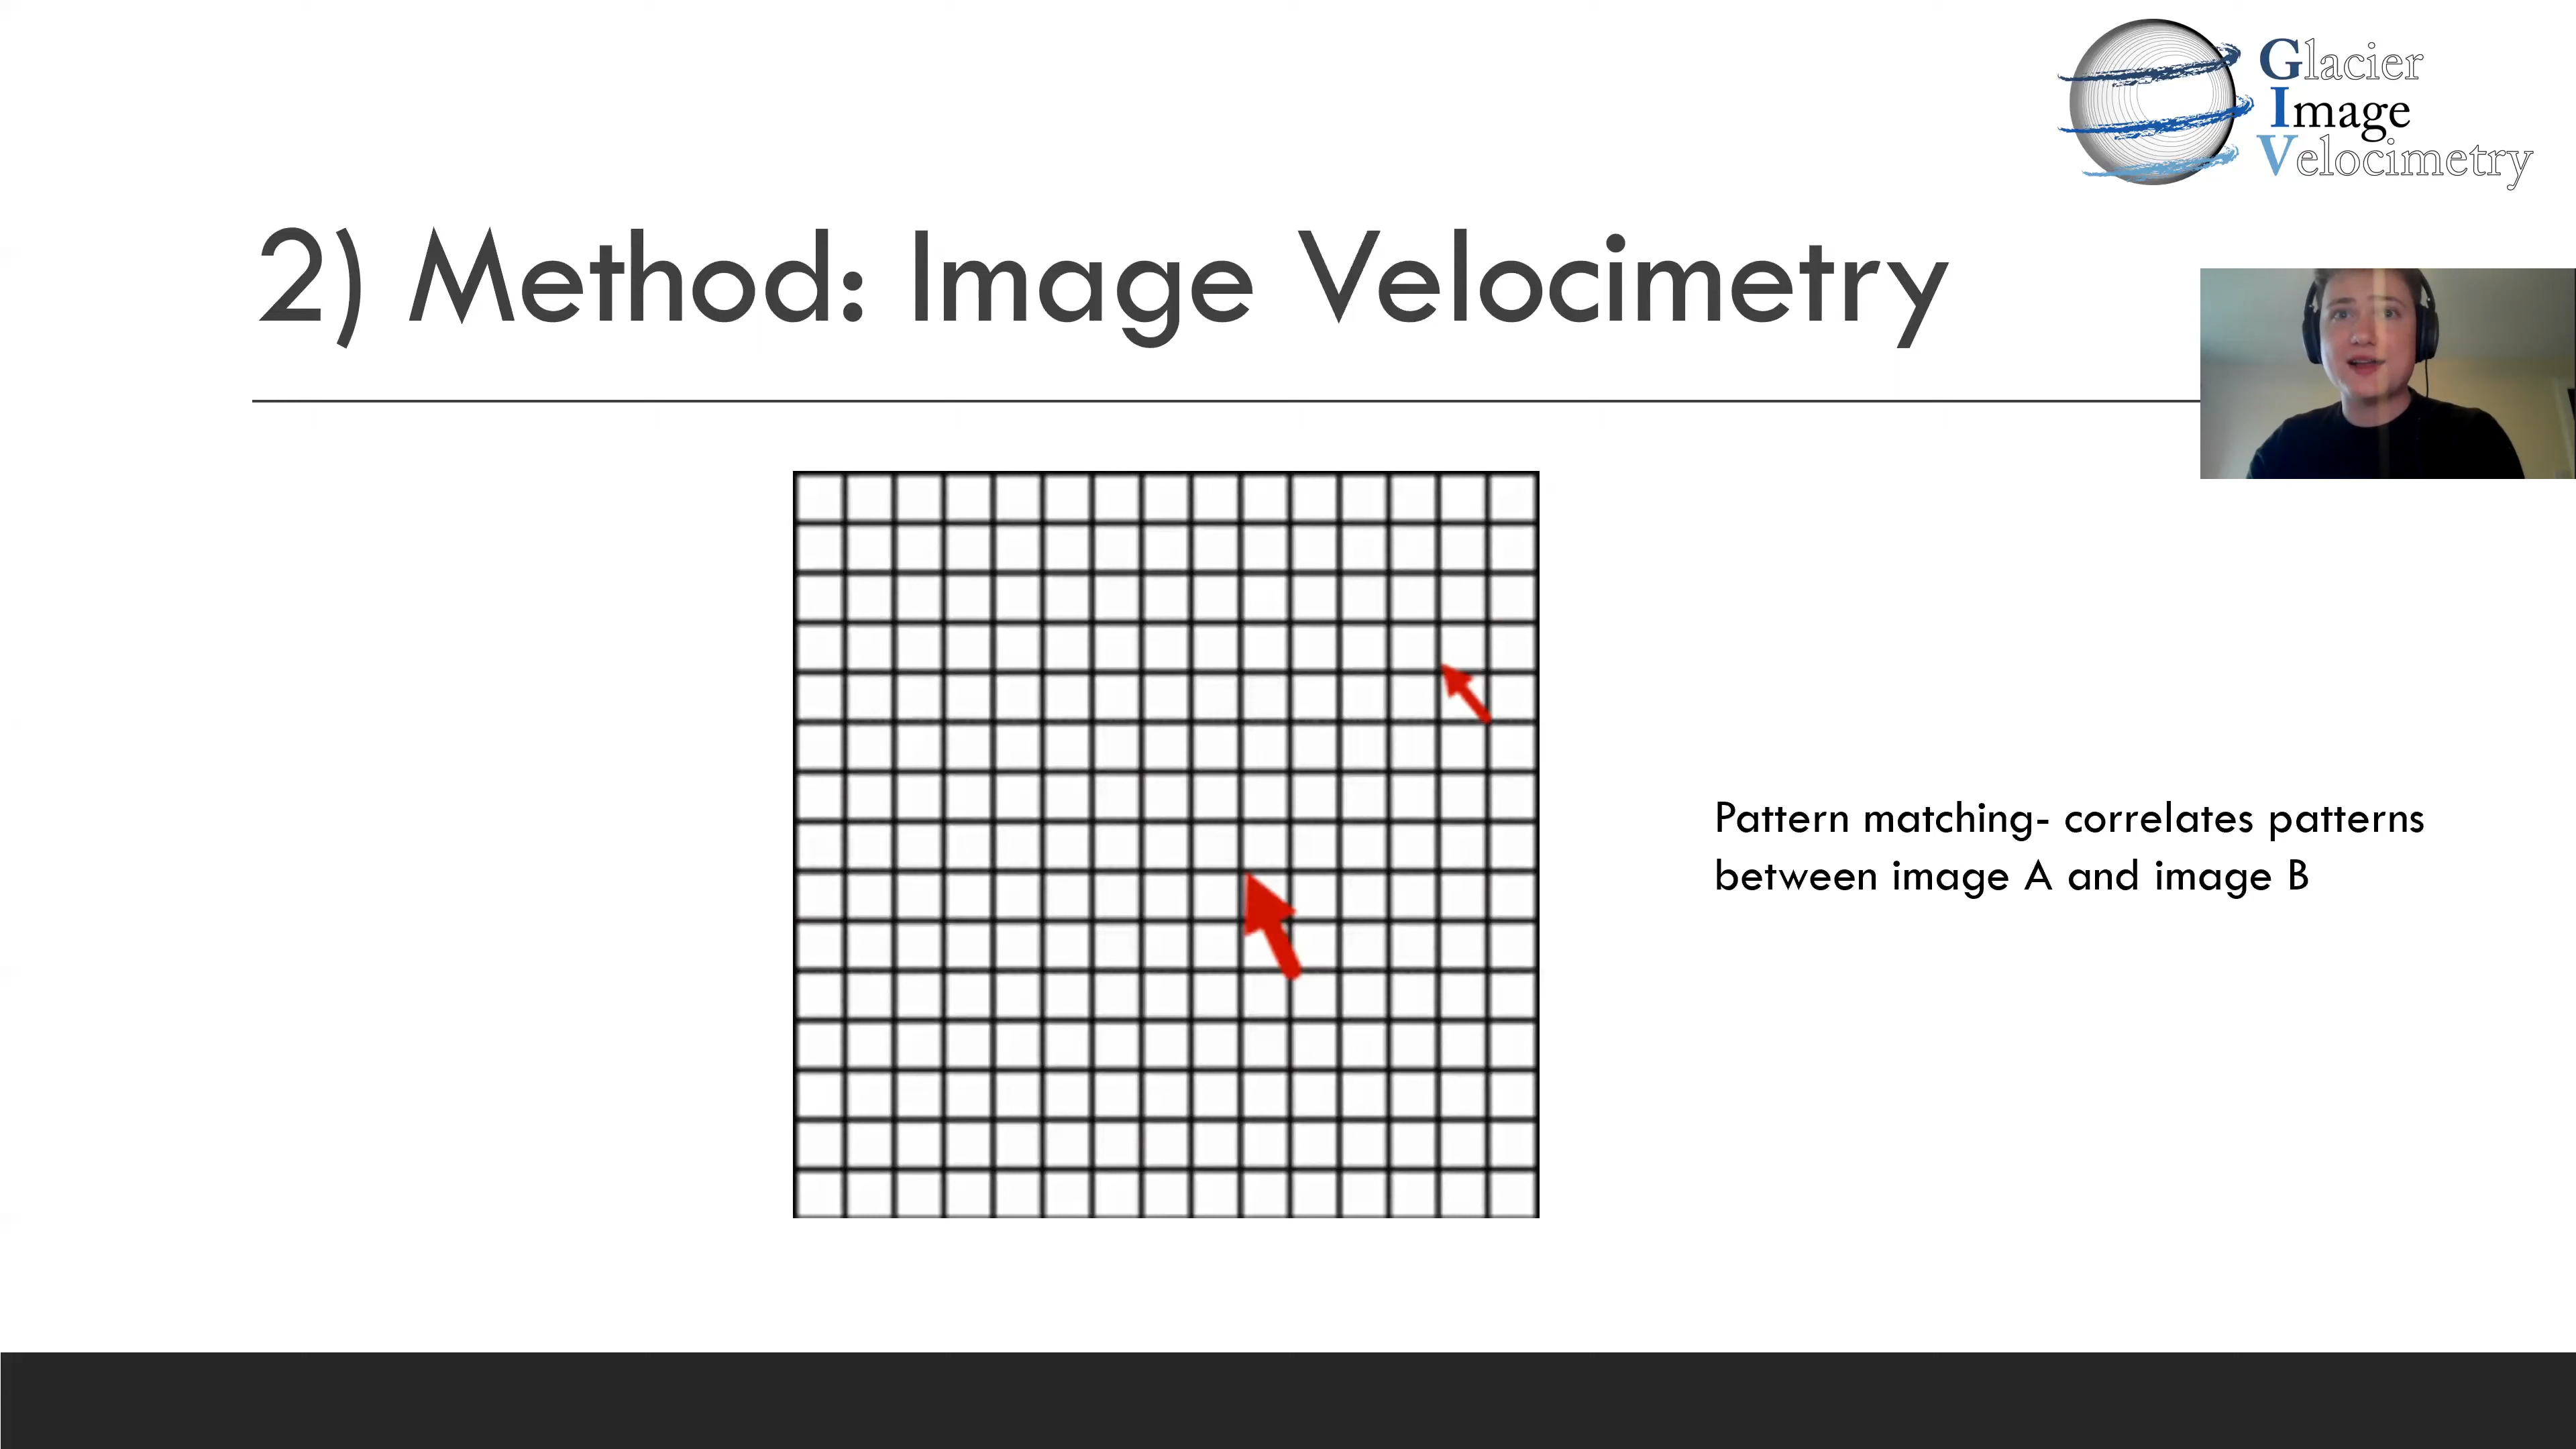 Glacier
Image
Velocimetry
2) Method: Image Velocimetry
Pattern matching- correlates patterns
between image A and image B